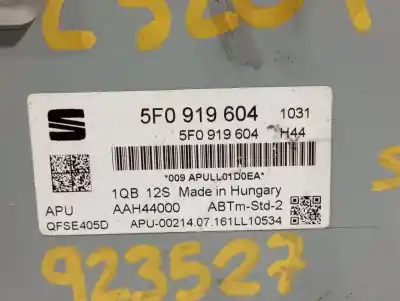 5F0 919 604 1031
5F0 919 604 H44
*009 APULL01D0EA*
1QB 12S Made in Hungary
APU AAH44000 ABTm-Std-2
QFSE405D APU-00214.07.161LL10534
923527